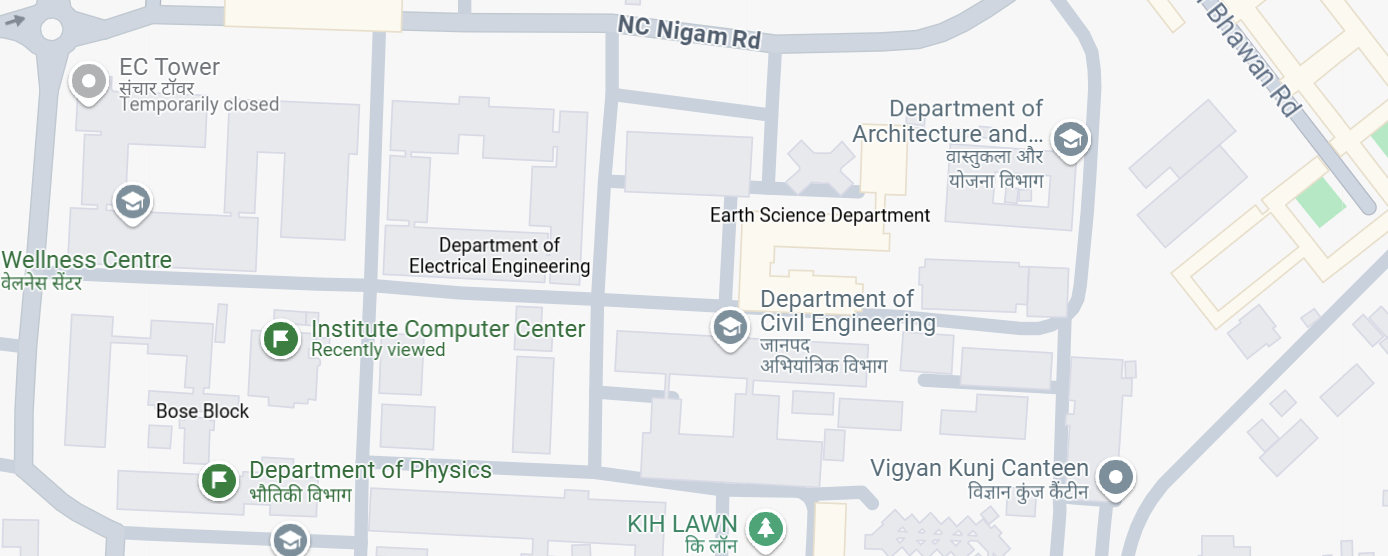 NC Nigam Rd
Bhawan Rd
EC Tower
संचार टॉवर
Temporarily closed
Department of
Architecture and...
वास्तुकला और
योजना विभाग
Earth Science Department
Department of
Electrical Engineering
Wellness Centre
वेलनेस सेंटर
Department of
Civil Engineering
जानपद
अभियांत्रिक विभाग
Institute Computer Center
Recently viewed
Bose Block
Department of Physics
भौतिकी विभाग
Vigyan Kunj Canteen
विज्ञान कुंज कैंटीन
KIH LAWN
कि लॉन